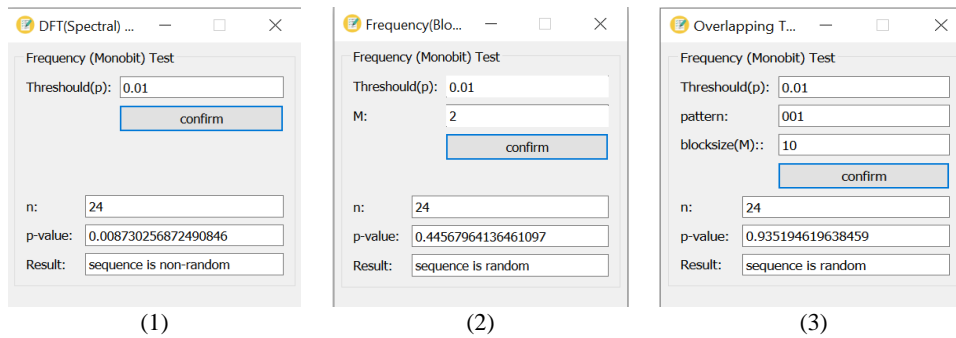 DFT(Spectral) ...
Frequency (Monobit) Test
Threshould(p): 0.01
confirm
n: 24
p-value: 0.008730256872490846
Result: sequence is non-random
(1)
Frequency(Blo...
Frequency (Monobit) Test
Threshould(p): 0.01
M: 2
confirm
n: 24
p-value: 0.44567964136461097
Result: sequence is random
(2)
Overlapping T...
Frequency (Monobit) Test
Threshould(p): 0.01
pattern: 001
blocksize(M):: 10
confirm
n: 24
p-value: 0.935194619638459
Result: sequence is random
(3)